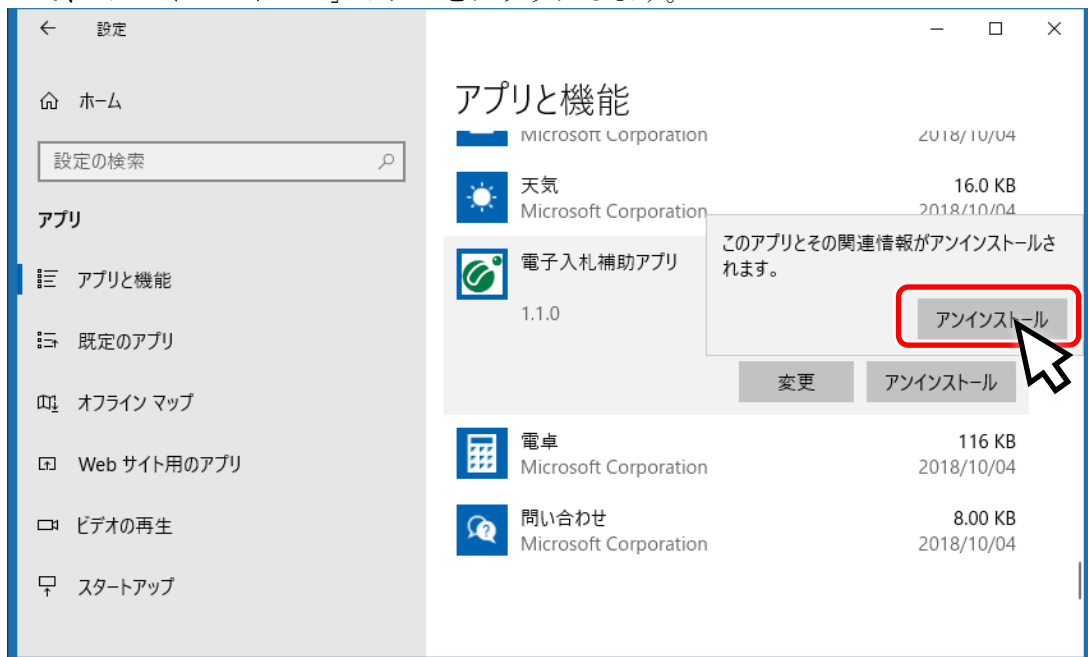 設定
ホーム
設定の検索
アプリ
アプリと機能
既定のアプリ
オフライン マップ
Web サイト用のアプリ
ビデオの再生
スタートアップ
アプリと機能
Microsoft Corporation 2018/10/04
天気 16.0 KB
Microsoft Corporation 2018/10/04
電子入札補助アプリ
1.1.0
このアプリとその関連情報がアンインストールさ
れます。
アンインストール
変更 アンインストール
電卓 116 KB
Microsoft Corporation 2018/10/04
問い合わせ 8.00 KB
Microsoft Corporation 2018/10/04